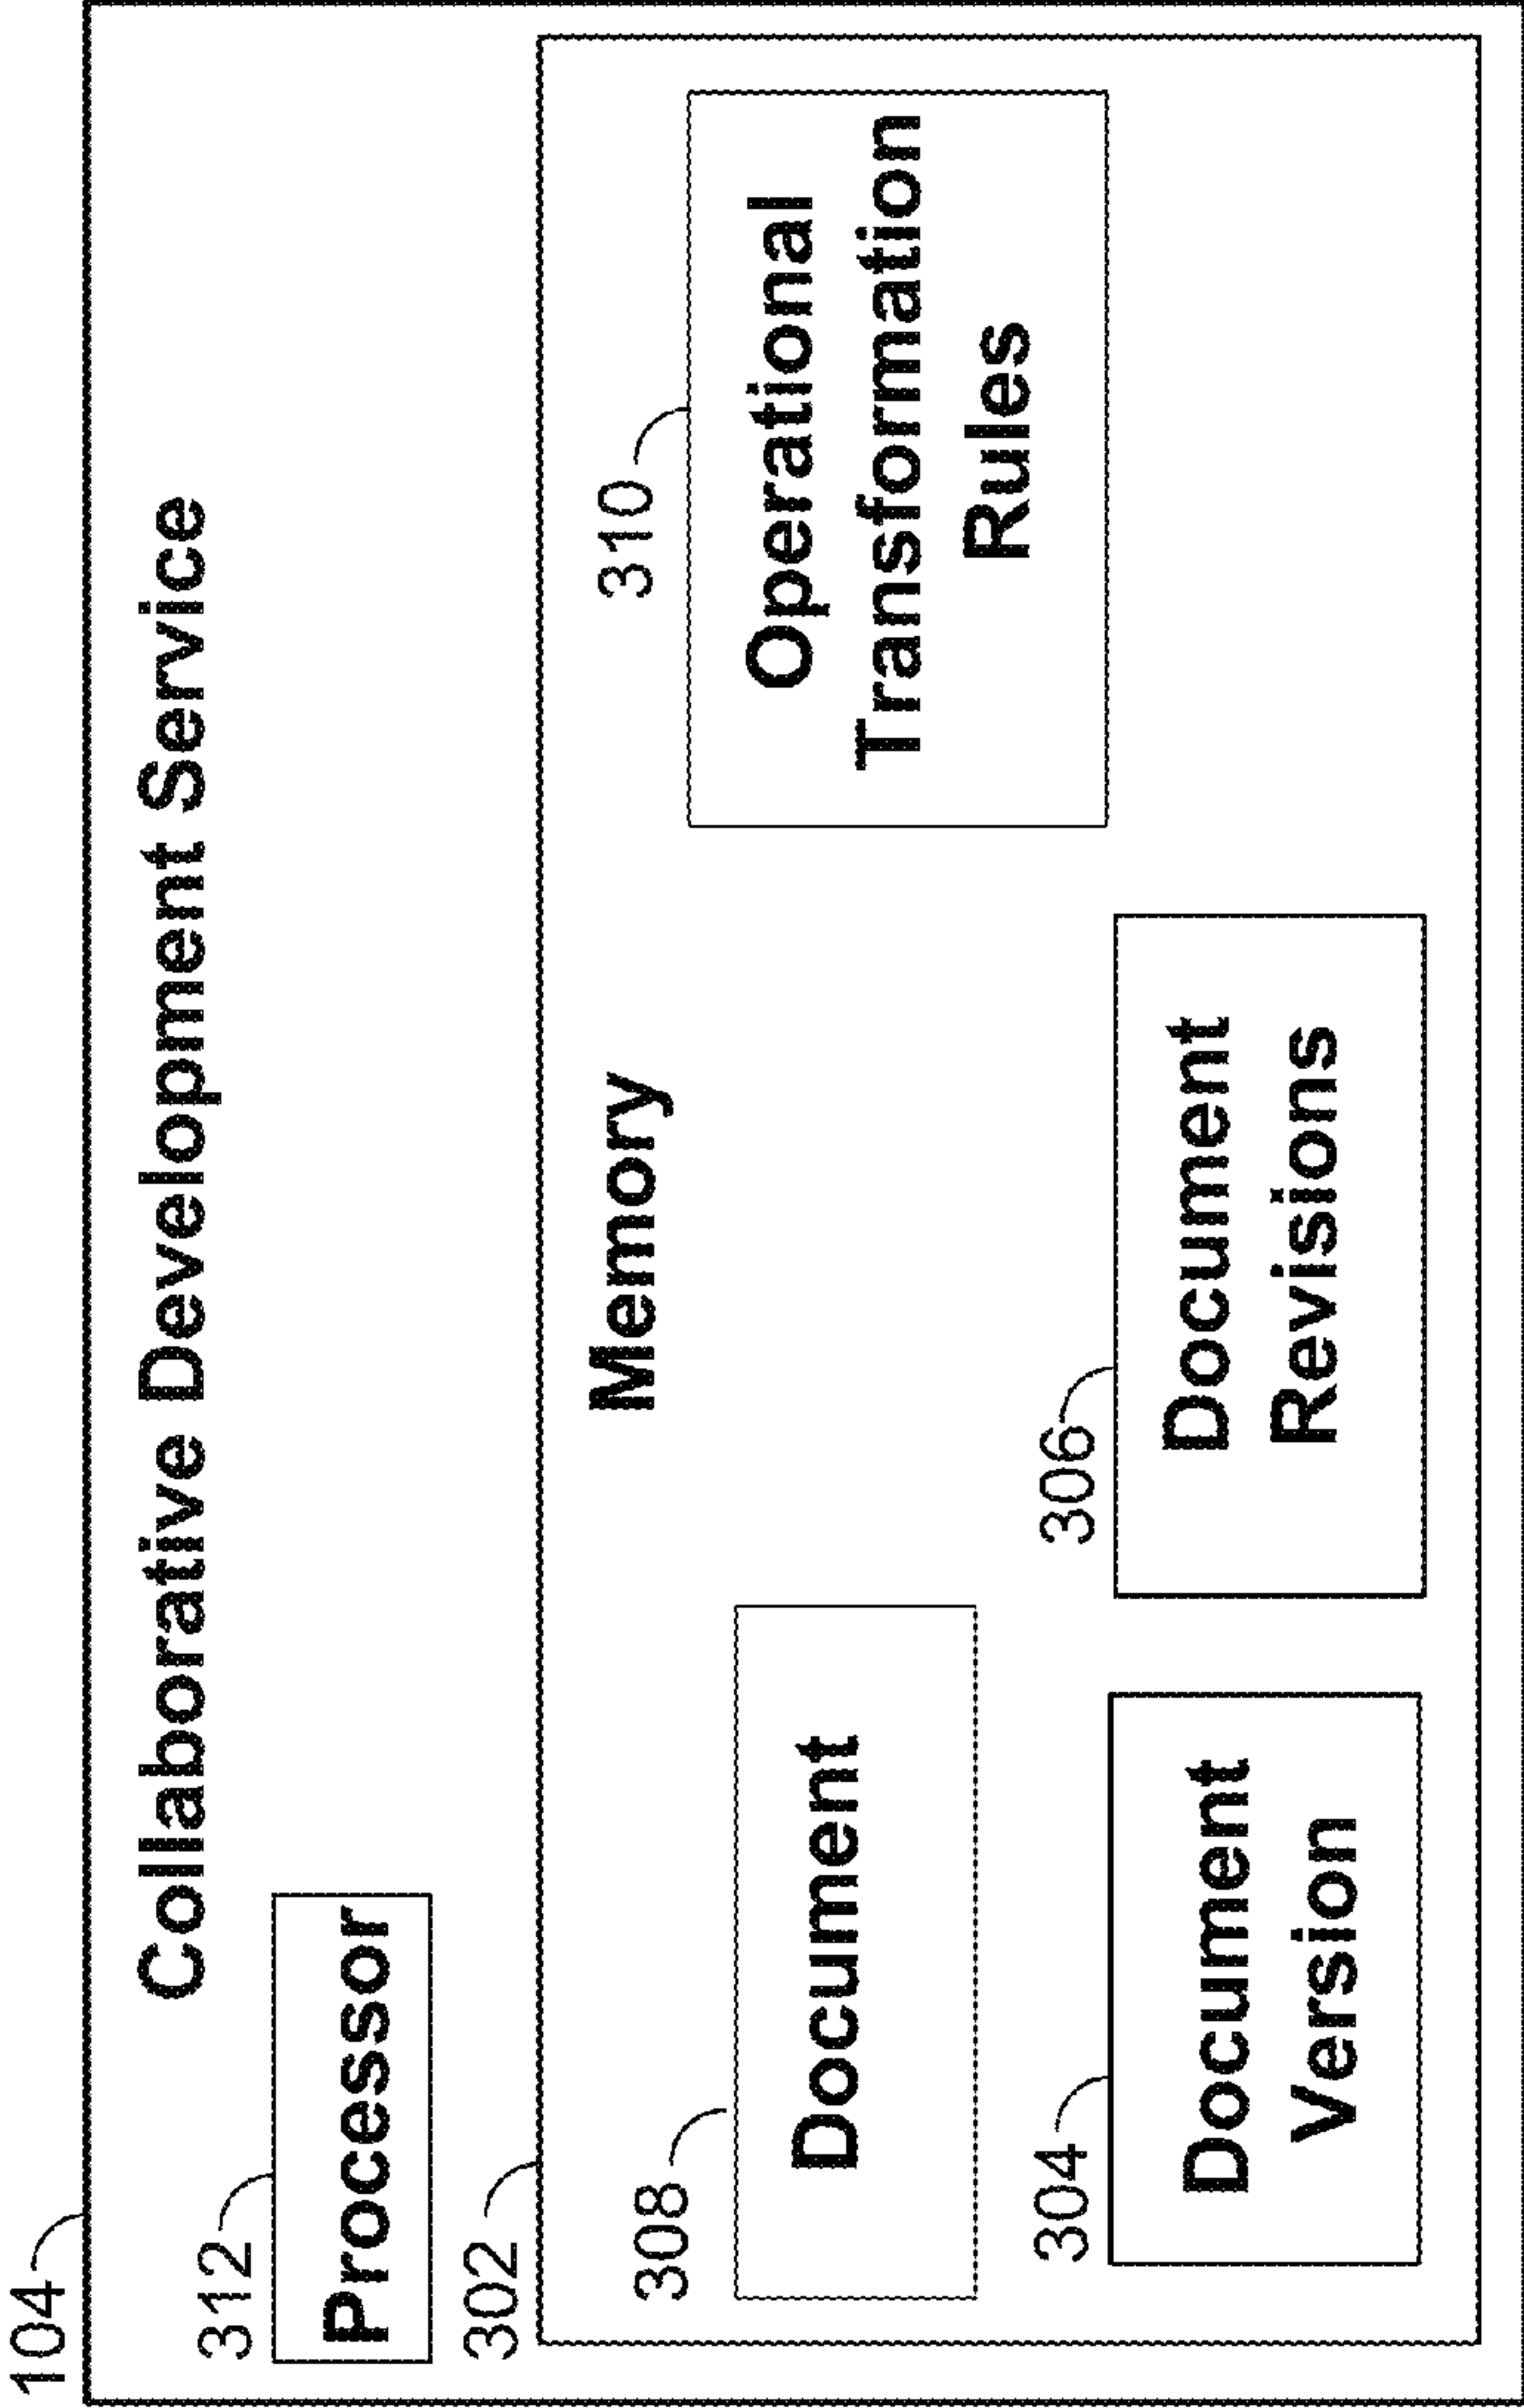 104
Collaborative Development Service
312
Processor
302
Memory
308
Document
310
Operational
Transformation
Rules
304
Document
Version
306
Document
Revisions